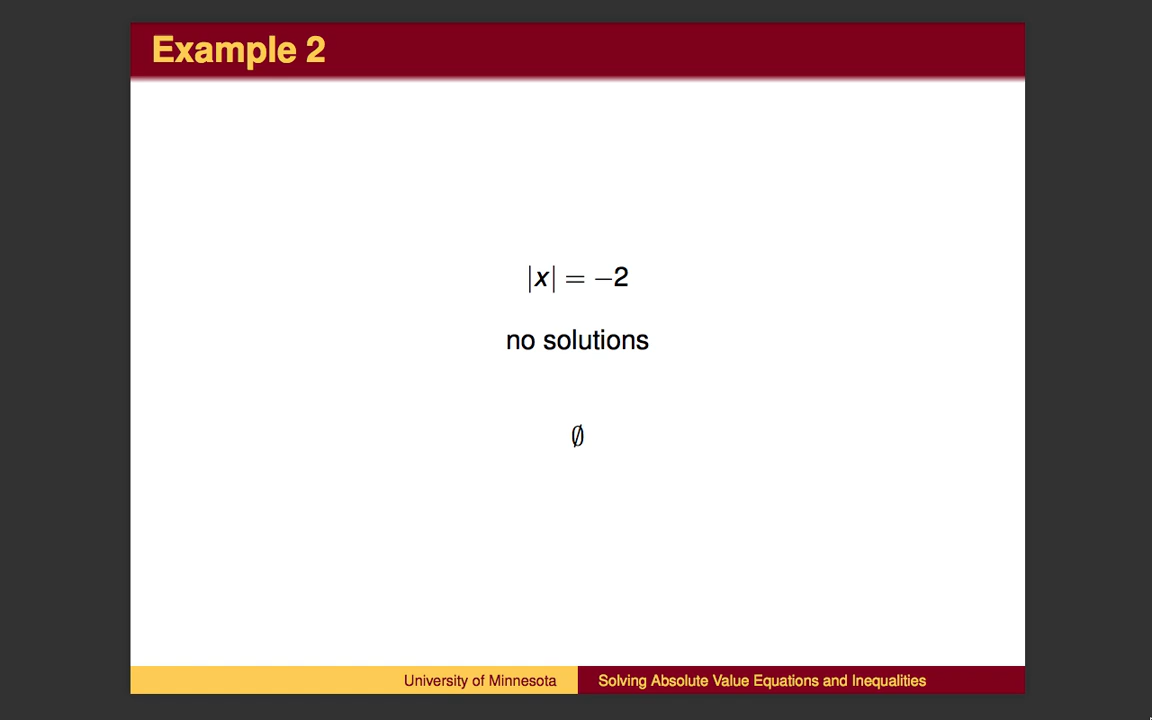 Example 2
|x| = −2
no solutions
∅
University of Minnesota
Solving Absolute Value Equations and Inequalities